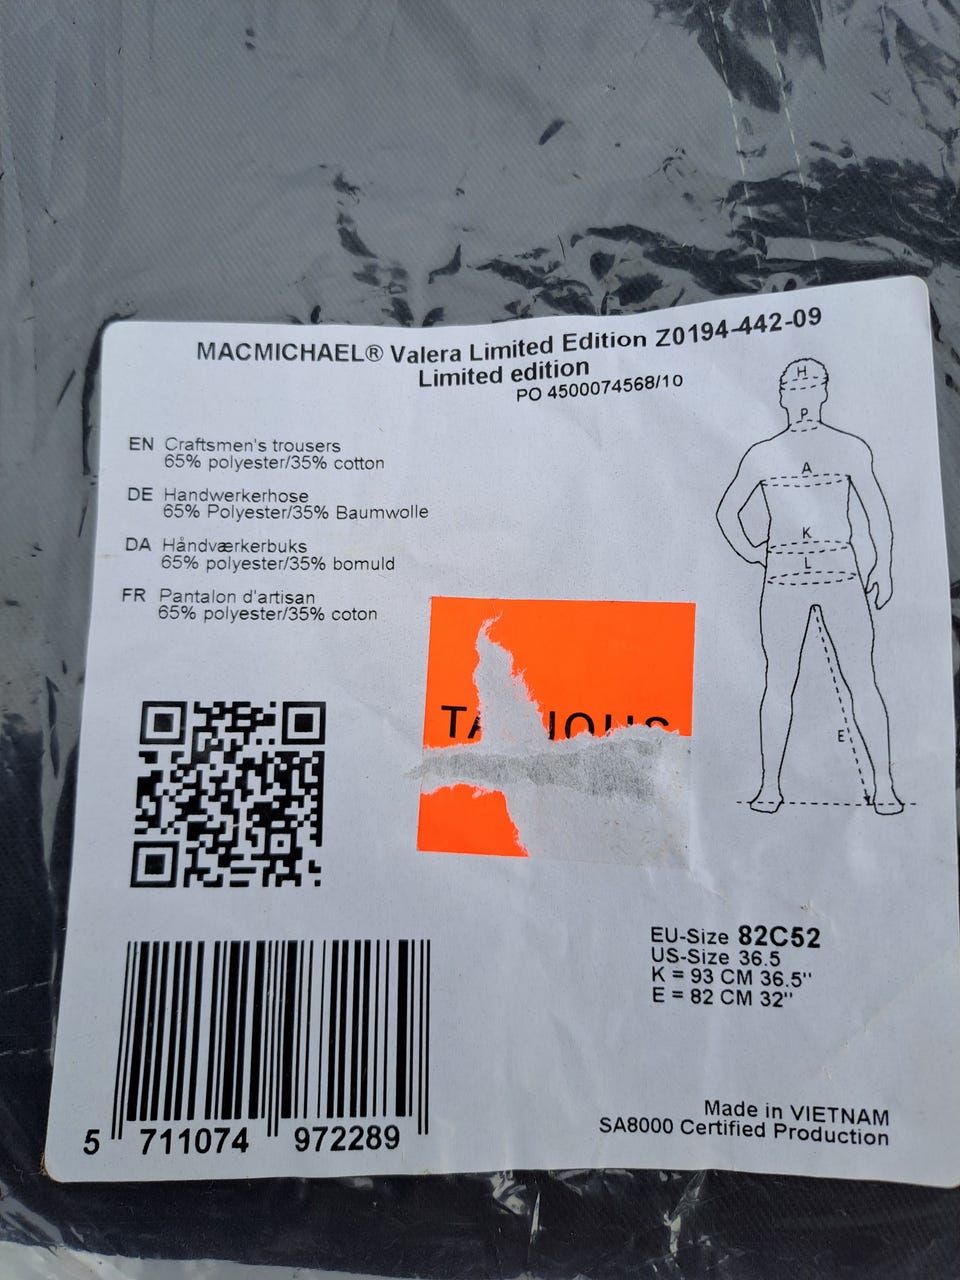 MACMICHAEL® Valera Limited Edition Z0194-442-09
Limited edition
PO 4500074568/10
EN Craftsmen's trousers
65% polyester/35% cotton
DE Handwerkerhose
65% Polyester/35% Baumwolle
DA Håndværkerbuks
65% polyester/35% bomuld
FR Pantalon d'artisan
65% polyester/35% coton
H
P
A
K
L
E
EU-Size 82C52
US-Size 36.5
K = 93 CM 36.5"
E = 82 CM 32"
5 711074 972289
Made in VIETNAM
SA8000 Certified Production